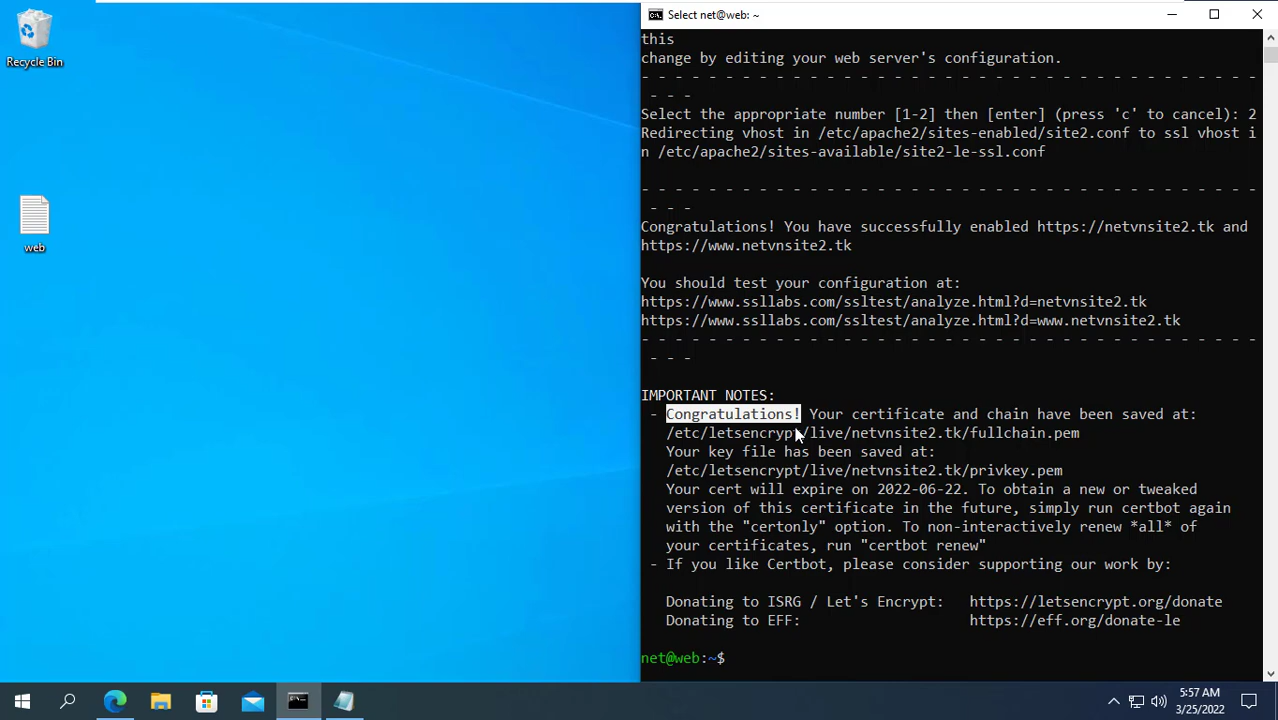 Recycle Bin
web
Select net@web: ~
this
change by editing your web server's configuration.
- - - - - - - - - - - - - - - - - - - - - - - - - - - - - - - - - - - - -
- - -
Select the appropriate number [1-2] then [enter] (press 'c' to cancel): 2
Redirecting vhost in /etc/apache2/sites-enabled/site2.conf to ssl vhost i
n /etc/apache2/sites-available/site2-le-ssl.conf
- - - - - - - - - - - - - - - - - - - - - - - - - - - - - - - - - - - - -
- - -
Congratulations! You have successfully enabled https://netvnsite2.tk and
https://www.netvnsite2.tk
You should test your configuration at:
https://www.ssllabs.com/ssltest/analyze.html?d=netvnsite2.tk
https://www.ssllabs.com/ssltest/analyze.html?d=www.netvnsite2.tk
- - - - - - - - - - - - - - - - - - - - - - - - - - - - - - - - - - - - -
- - -
IMPORTANT NOTES:
- Congratulations! Your certificate and chain have been saved at:
/etc/letsencrypt/live/netvnsite2.tk/fullchain.pem
Your key file has been saved at:
/etc/letsencrypt/live/netvnsite2.tk/privkey.pem
Your cert will expire on 2022-06-22. To obtain a new or tweaked
version of this certificate in the future, simply run certbot again
with the "certonly" option. To non-interactively renew *all* of
your certificates, run "certbot renew"
- If you like Certbot, please consider supporting our work by:
Donating to ISRG / Let's Encrypt: https://letsencrypt.org/donate
Donating to EFF: https://eff.org/donate-le
net@web:~$
5:57 AM
3/25/2022